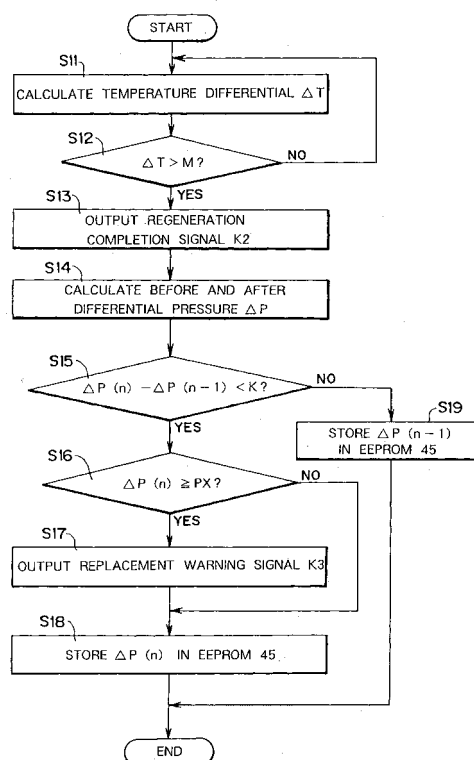 START
S11
CALCULATE TEMPERATURE DIFFERENTIAL △T
S12
△T > M?
NO
YES
S13
OUTPUT REGENERATION
COMPLETION SIGNAL K2
S14
CALCULATE BEFORE AND AFTER
DIFFERENTIAL PRESSURE △P
S15
△P (n) −△P (n−1) < K?
NO
YES
S19
STORE △P (n−1)
IN EEPROM 45
S16
△P (n) ≧ PX?
NO
YES
S17
OUTPUT REPLACEMENT WARNING SIGNAL K3
S18
STORE △P (n) IN EEPROM 45
END